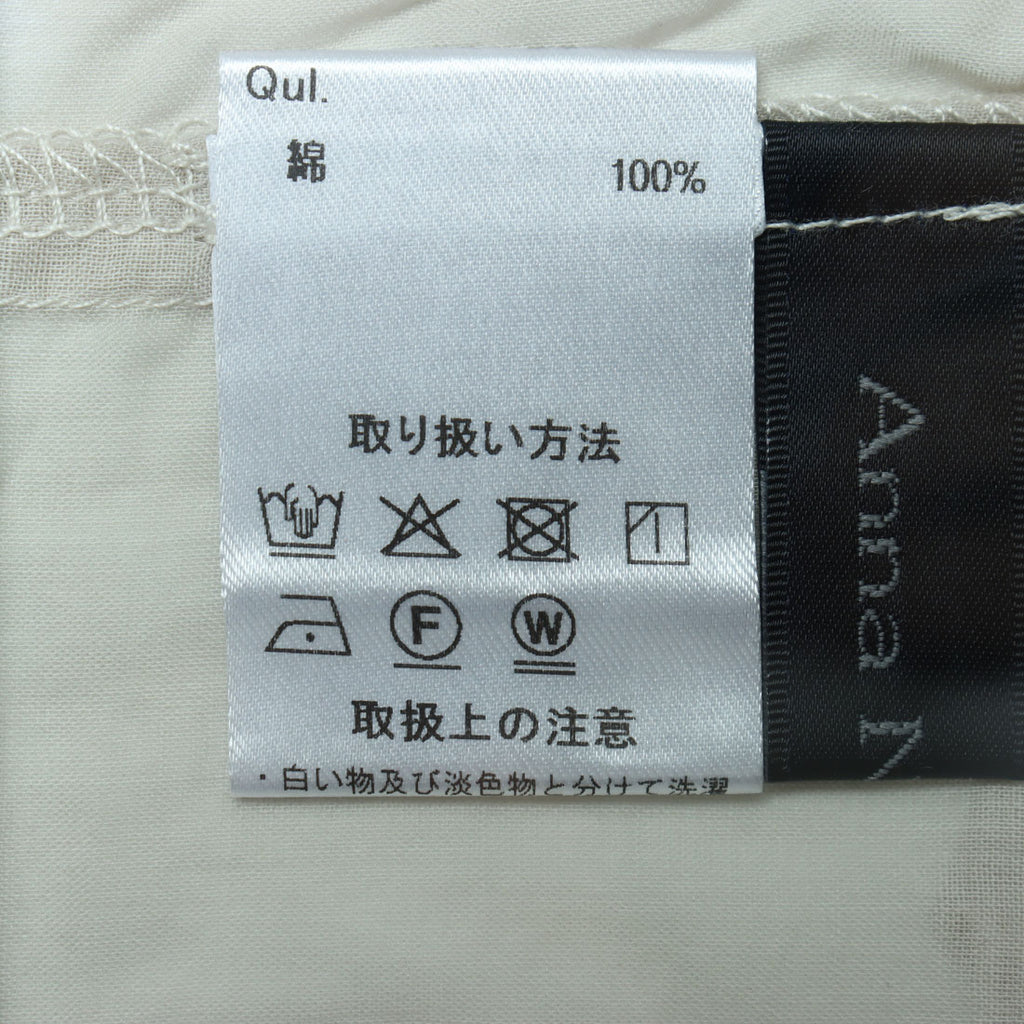 Qul.
綿 100%
取り扱い方法
F W
取扱上の注意
・白い物及び淡色物と分けて洗濯
Anna